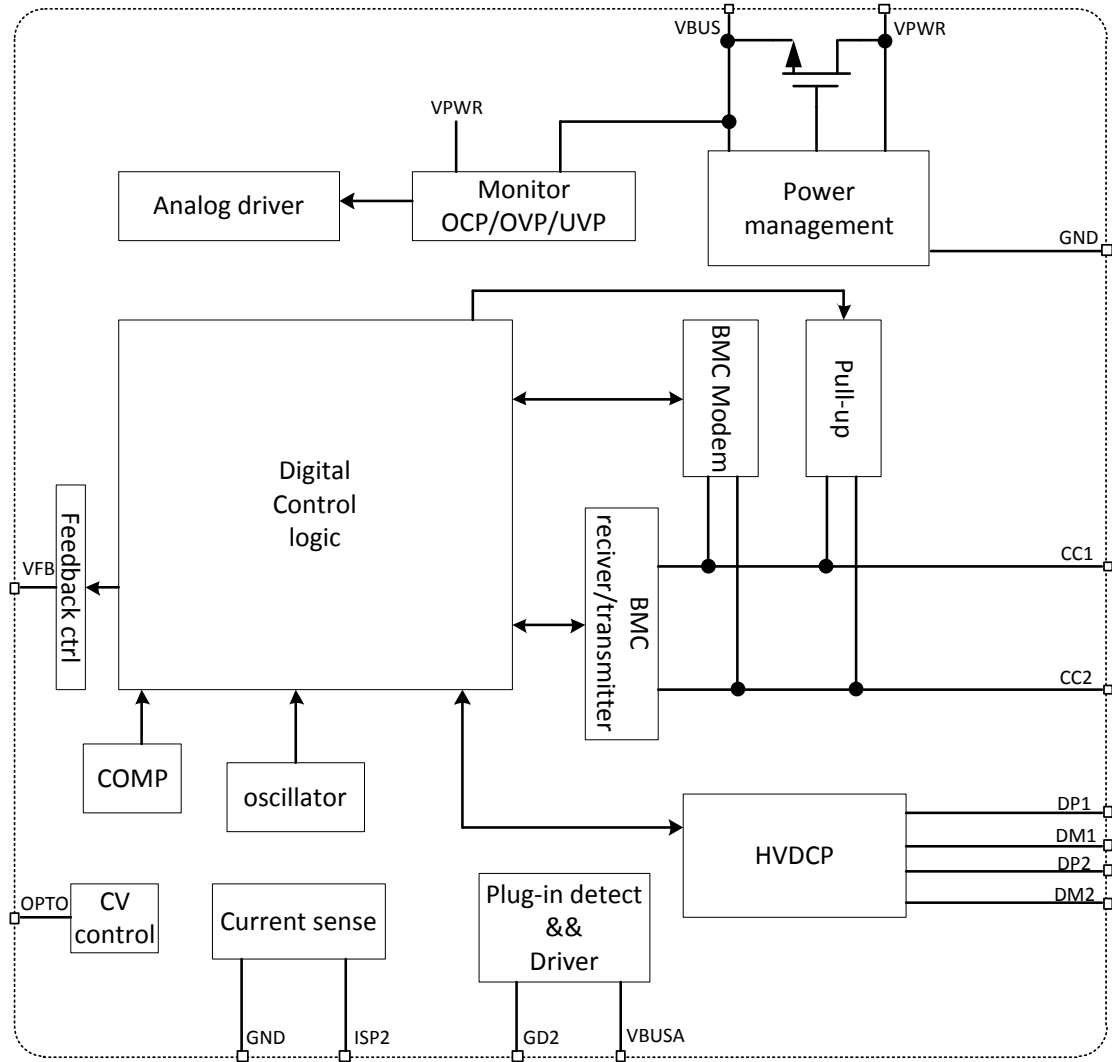 VBUS
VPWR
VPWR
Analog driver
Monitor
OCP/OVP/UVP
Power
management
GND
BMC Modem
Pull-up
Digital
Control
logic
Feedback ctrl
VFB
BMC
reciver/transmitter
CC1
CC2
COMP
oscillator
HVDCP
DP1
DM1
DP2
DM2
OPTO
CV
control
Current sense
Plug-in detect
&&
Driver
GND
ISP2
GD2
VBUSA